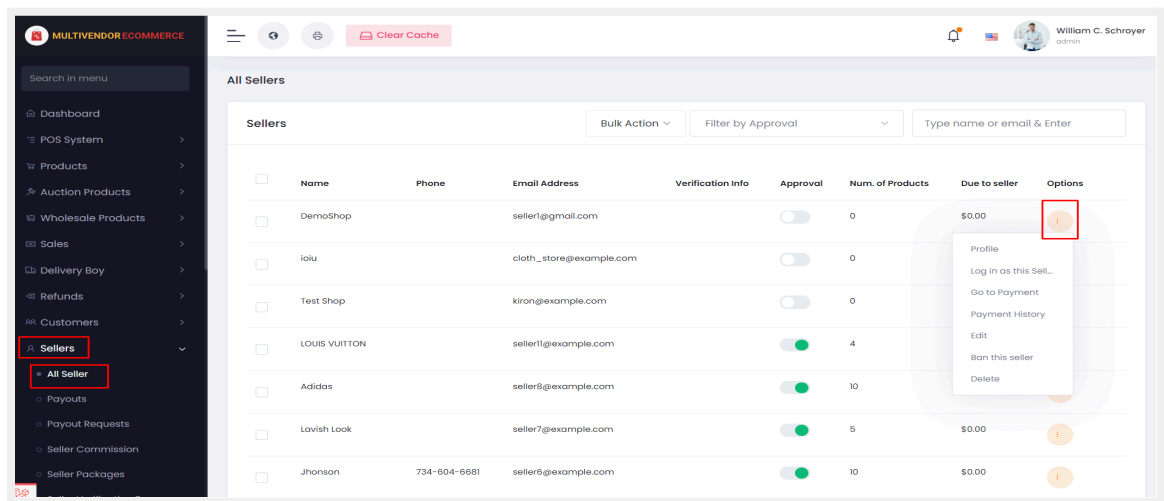 MULTIVENDOR ECOMMERCE
Clear Cache
William C. Schroyer
admin
Search in menu
Dashboard
POS System
Products
Auction Products
Wholesale Products
Sales
Delivery Boy
Refunds
Customers
Sellers
All Seller
Payouts
Payout Requests
Seller Commission
Seller Packages
All Sellers
Sellers
Bulk Action
Filter by Approval
Type name or email & Enter
Name Phone Email Address Verification Info Approval Num. of Products Due to seller Options
DemoShop seller1@gmail.com 0 $0.00
ioiu cloth_store@example.com 0
Test Shop kiron@example.com 0
LOUIS VUITTON seller11@example.com 4
Adidas seller8@example.com 10
Lavish Look seller7@example.com 5 $0.00
Jhonson 734-604-6681 seller6@example.com 10 $0.00
Profile
Log in as this Sell...
Go to Payment
Payment History
Edit
Ban this seller
Delete